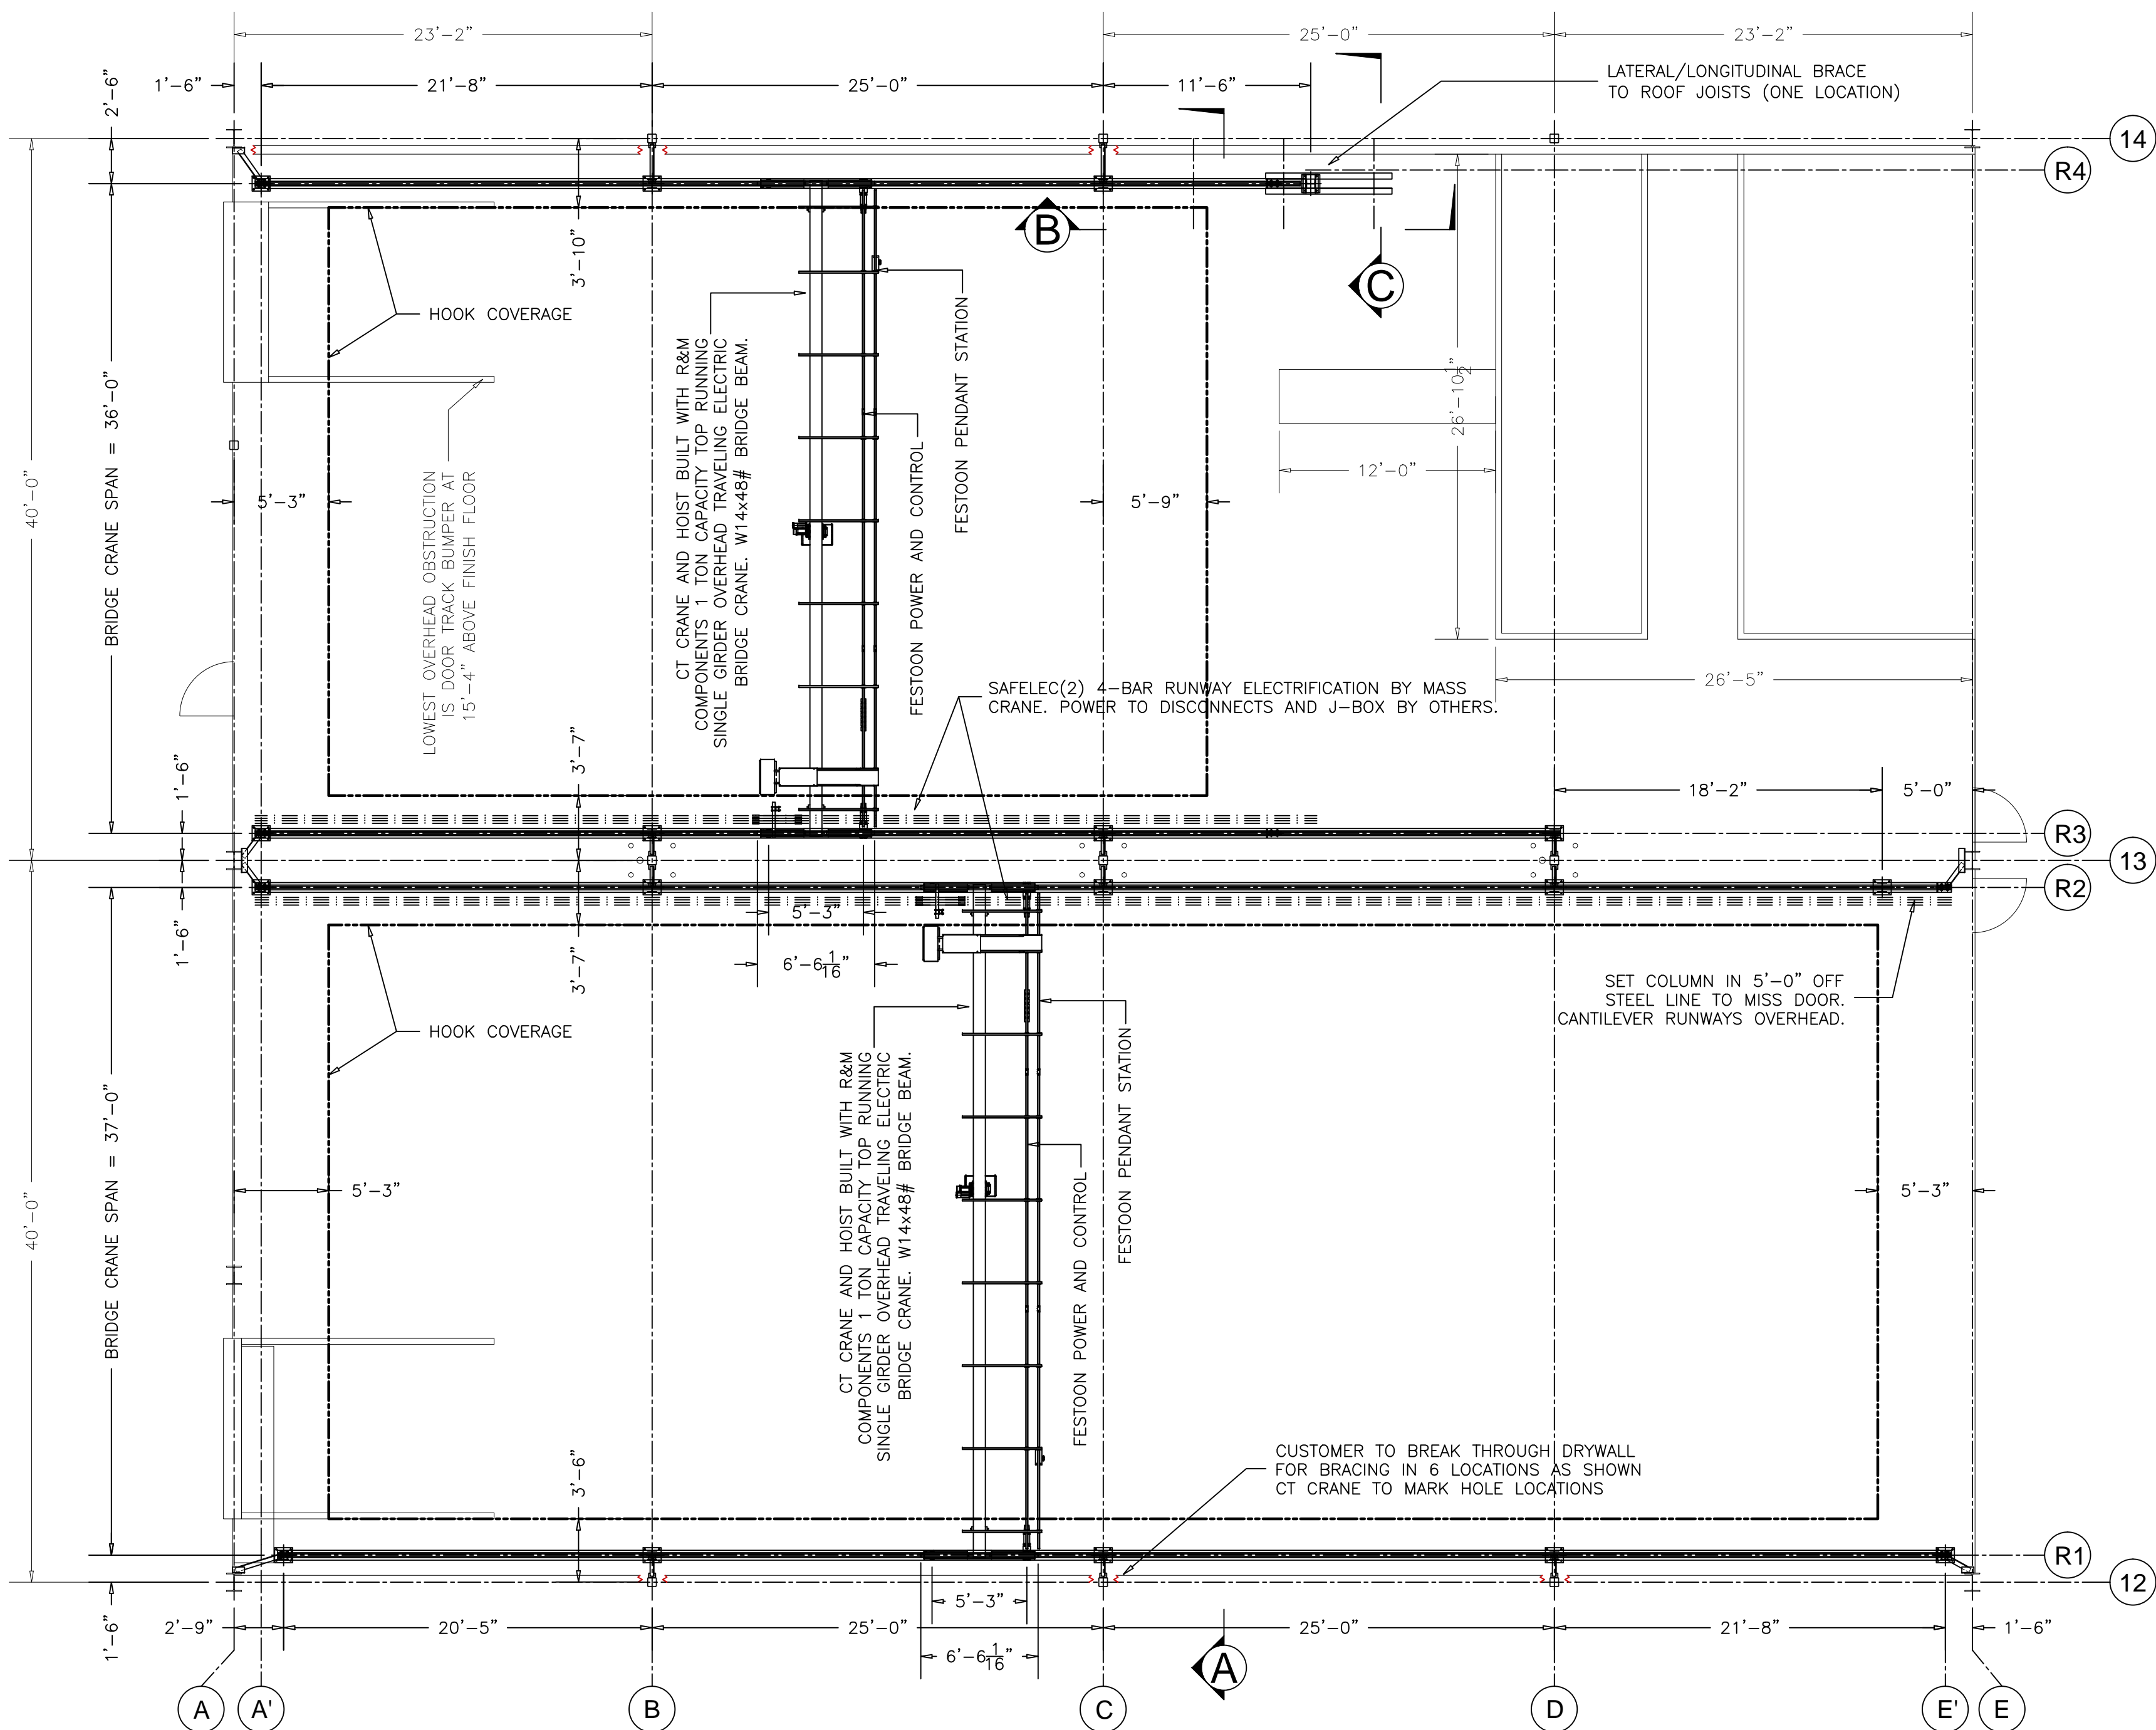 23'-2"
25'-0"
23'-2"
1'-6"
21'-8"
25'-0"
11'-6"
2'-6"
LATERAL/LONGITUDINAL BRACE
TO ROOF JOISTS (ONE LOCATION)
14
R4
B
C
3'-10"
HOOK COVERAGE
BRIDGE CRANE SPAN = 36'-0"
40'-0"
5'-3"
LOWEST OVERHEAD OBSTRUCTION
IS DOOR TRACK BUMPER AT
15'-4" ABOVE FINISH FLOOR
CT CRANE AND HOIST BUILT WITH R&M
COMPONENTS 1 TON CAPACITY TOP RUNNING
SINGLE GIRDER OVERHEAD TRAVELING ELECTRIC
BRIDGE CRANE. W14x48# BRIDGE BEAM.
FESTOON POWER AND CONTROL
FESTOON PENDANT STATION
5'-9"
12'-0"
26'-10 1/2"
26'-5"
SAFELEC(2) 4-BAR RUNWAY ELECTRIFICATION BY MASS
CRANE. POWER TO DISCONNECTS AND J-BOX BY OTHERS.
3'-7"
1'-6"
18'-2"
5'-0"
R3
13
R2
1'-6"
3'-7"
5'-3"
6'-6 1/16"
HOOK COVERAGE
SET COLUMN IN 5'-0" OFF
STEEL LINE TO MISS DOOR.
CANTILEVER RUNWAYS OVERHEAD.
BRIDGE CRANE SPAN = 37'-0"
40'-0"
5'-3"
CT CRANE AND HOIST BUILT WITH R&M
COMPONENTS 1 TON CAPACITY TOP RUNNING
SINGLE GIRDER OVERHEAD TRAVELING ELECTRIC
BRIDGE CRANE. W14x48# BRIDGE BEAM.
FESTOON POWER AND CONTROL
FESTOON PENDANT STATION
5'-3"
3'-6"
CUSTOMER TO BREAK THROUGH DRYWALL
FOR BRACING IN 6 LOCATIONS AS SHOWN
CT CRANE TO MARK HOLE LOCATIONS
R1
12
1'-6"
2'-9"
20'-5"
25'-0"
5'-3"
6'-6 1/16"
25'-0"
21'-8"
1'-6"
A
A
A'
B
C
D
E'
E